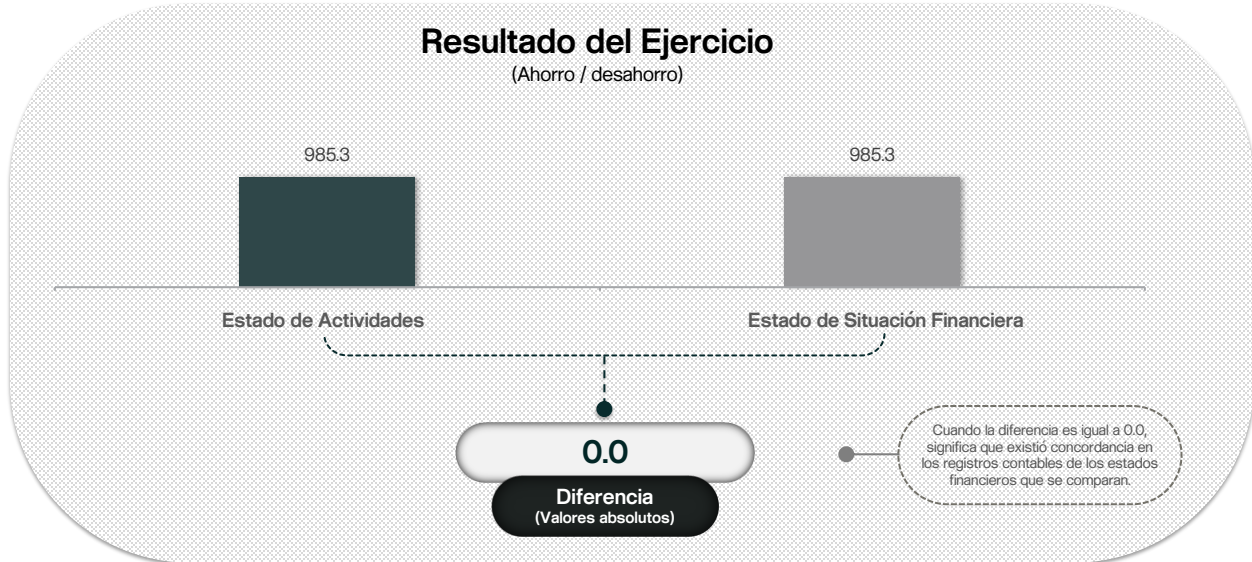 Resultado del Ejercicio
(Ahorro / desahorro)
985.3
985.3
Estado de Actividades
Estado de Situación Financiera
0.0
Diferencia
(Valores absolutos)
Cuando la diferencia es igual a 0.0,
significa que existió concordancia en
los registros contables de los estados
financieros que se comparan.